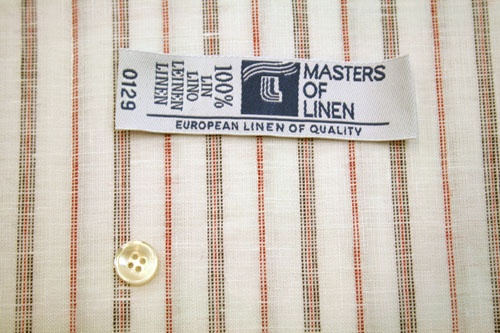 MASTERS
OF
LINEN
EUROPEAN LINEN OF QUALITY
100%
LIN
LINO
LEINEN
LINEN
0129